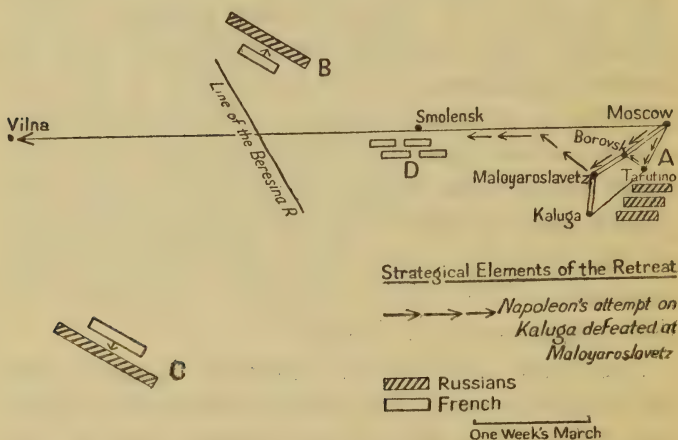 B
Line of the Beresina R
Vilna
Smolensk
Moscow
Borovsk
A
Tarutino
D
Maloyaroslavetz
Kaluga
Strategical Elements of the Retreat
Napoleon's attempt on
Kaluga defeated at
Maloyaroslavetz
C
Russians
French
One Week's March